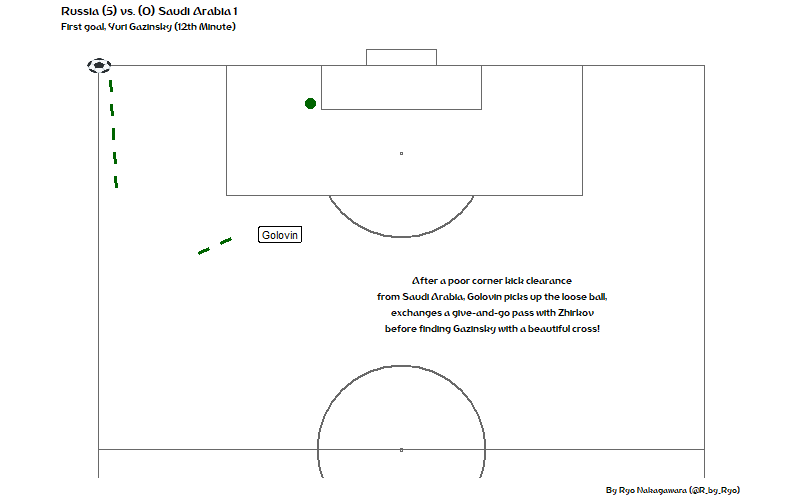 Russia (5) vs. (0) Saudi Arabia 1
First goal, Yuri Gazinsky (12th Minute)
Golovin
After a poor corner kick clearance
from Saudi Arabia, Golovin picks up the loose ball,
exchanges a give-and-go pass with Zhirkov
before finding Gazinsky with a beautiful cross!
By Ryo Nakagawara (@R_by_Ryo)